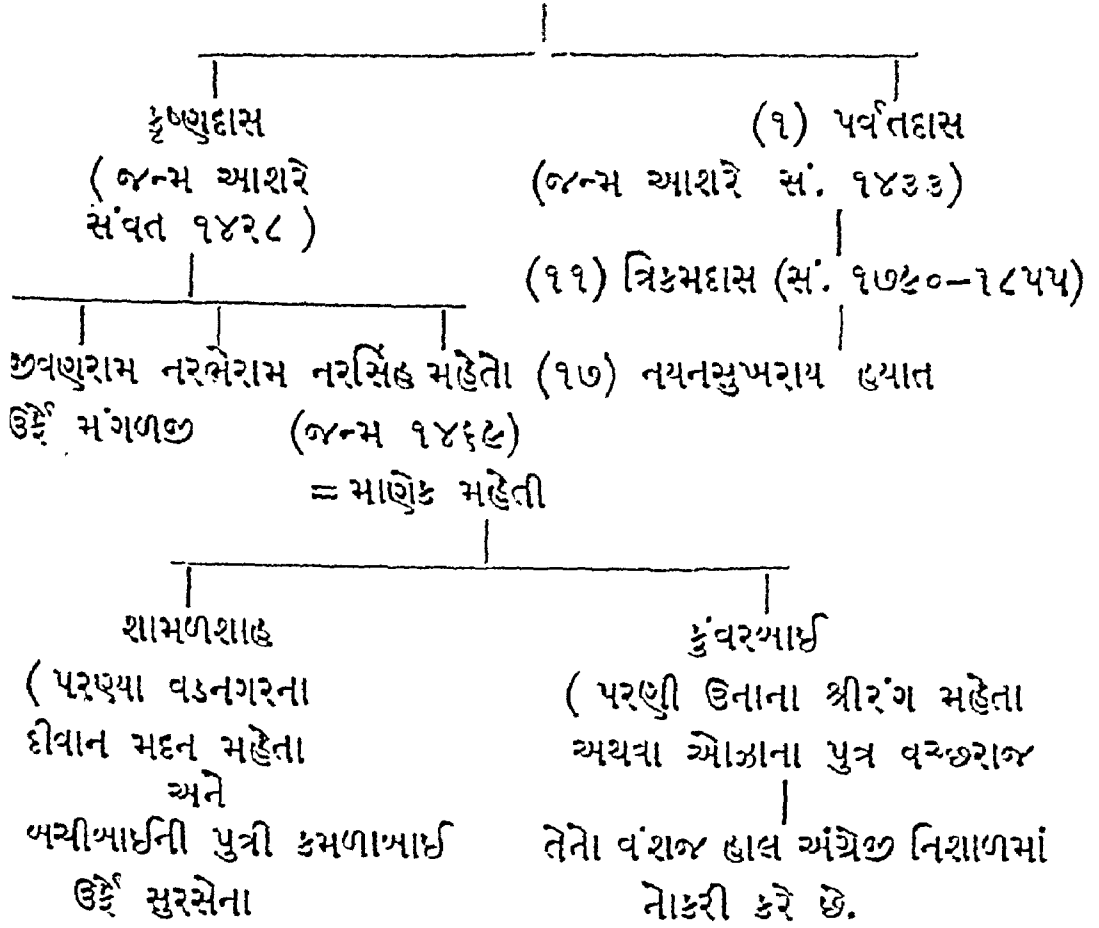 કૃષ્ણદાસ (૧) પર્વતદાસ
(જન્મ આશરે (જન્મ આશરે સં. ૧૪૩૩)
સંવત ૧૪૨૮ )
(૧૧) ત્રિકમદાસ (સં. ૧૭૯૦–૧૮૫૫)
જીવણરામ નરભેરામ નરસિંહ મહેતો (૧૭) નયનસુખરાય હયાત
ઉર્ફે મંગળજી (જન્મ ૧૪૬૯)
= માણેક મહેતી
શામળશાહ કુંવરબાઈ
( પરણ્યા વડનગરના ( પરણી ઉનાના શ્રીરંગ મહેતા
દીવાન મદન મહેતા અથવા ઓઝાના પુત્ર વચ્છરાજ
અને
બચીબાઈની પુત્રી કમળાબાઈ તેનો વંશજ હાલ અંગ્રેજી નિશાળમાં
ઉર્ફે સુરસેના નોકરી કરે છે.